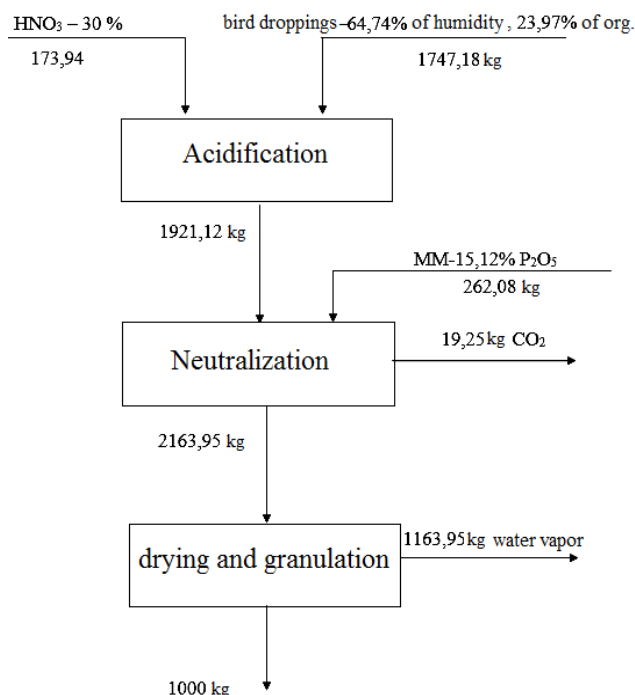 HNO₃ – 30 %
173,94
bird droppings –64,74% of humidity , 23,97% of org.
1747,18 kg
Acidification
1921,12 kg
MM-15,12% P₂O₅
262,08 kg
Neutralization
19,25 kg CO₂
2163,95 kg
drying and granulation
1163,95 kg water vapor
1000 kg